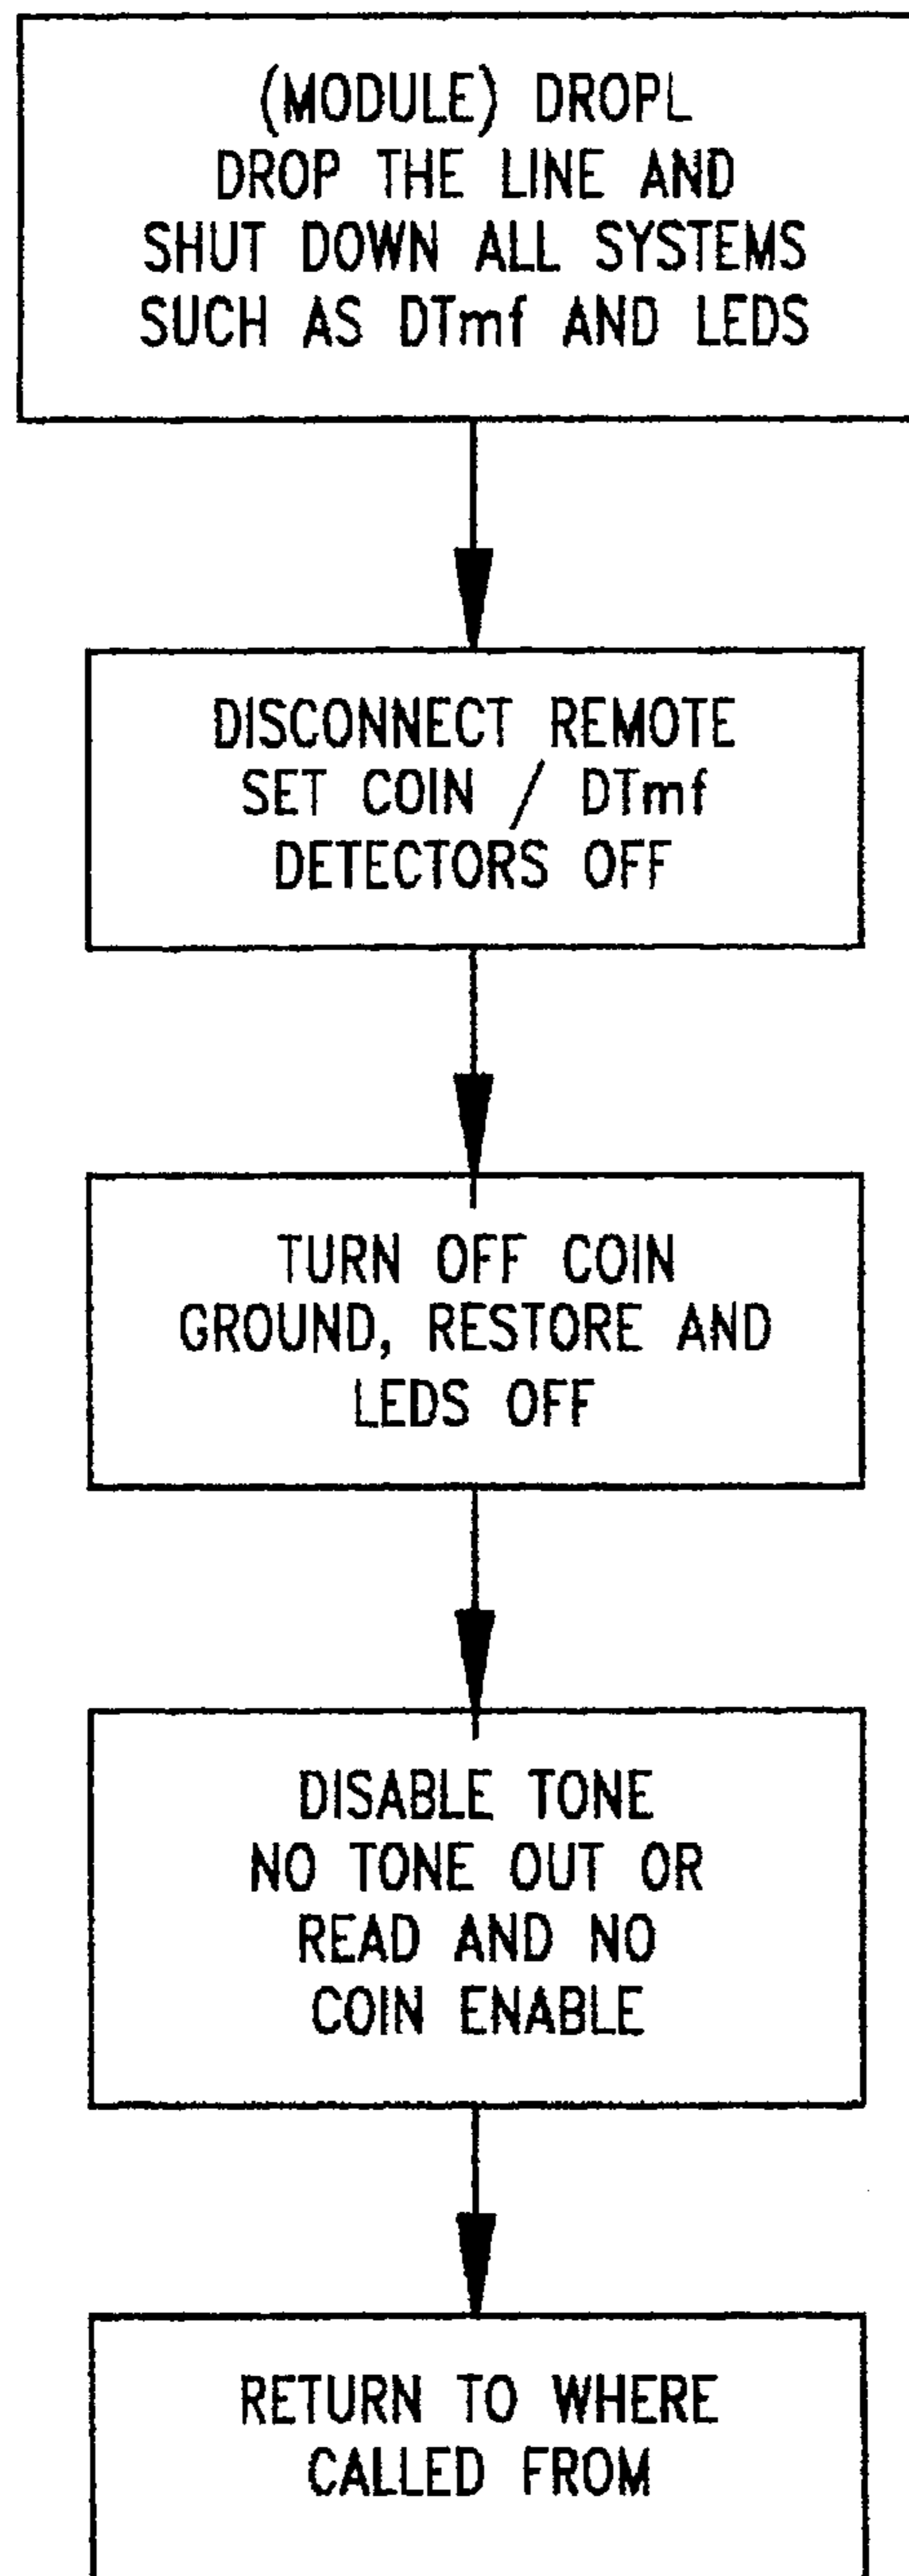 (MODULE) DROPL
DROP THE LINE AND
SHUT DOWN ALL SYSTEMS
SUCH AS DTmf AND LEDS
DISCONNECT REMOTE
SET COIN / DTmf
DETECTORS OFF
TURN OFF COIN
GROUND, RESTORE AND
LEDS OFF
DISABLE TONE
NO TONE OUT OR
READ AND NO
COIN ENABLE
RETURN TO WHERE
CALLED FROM